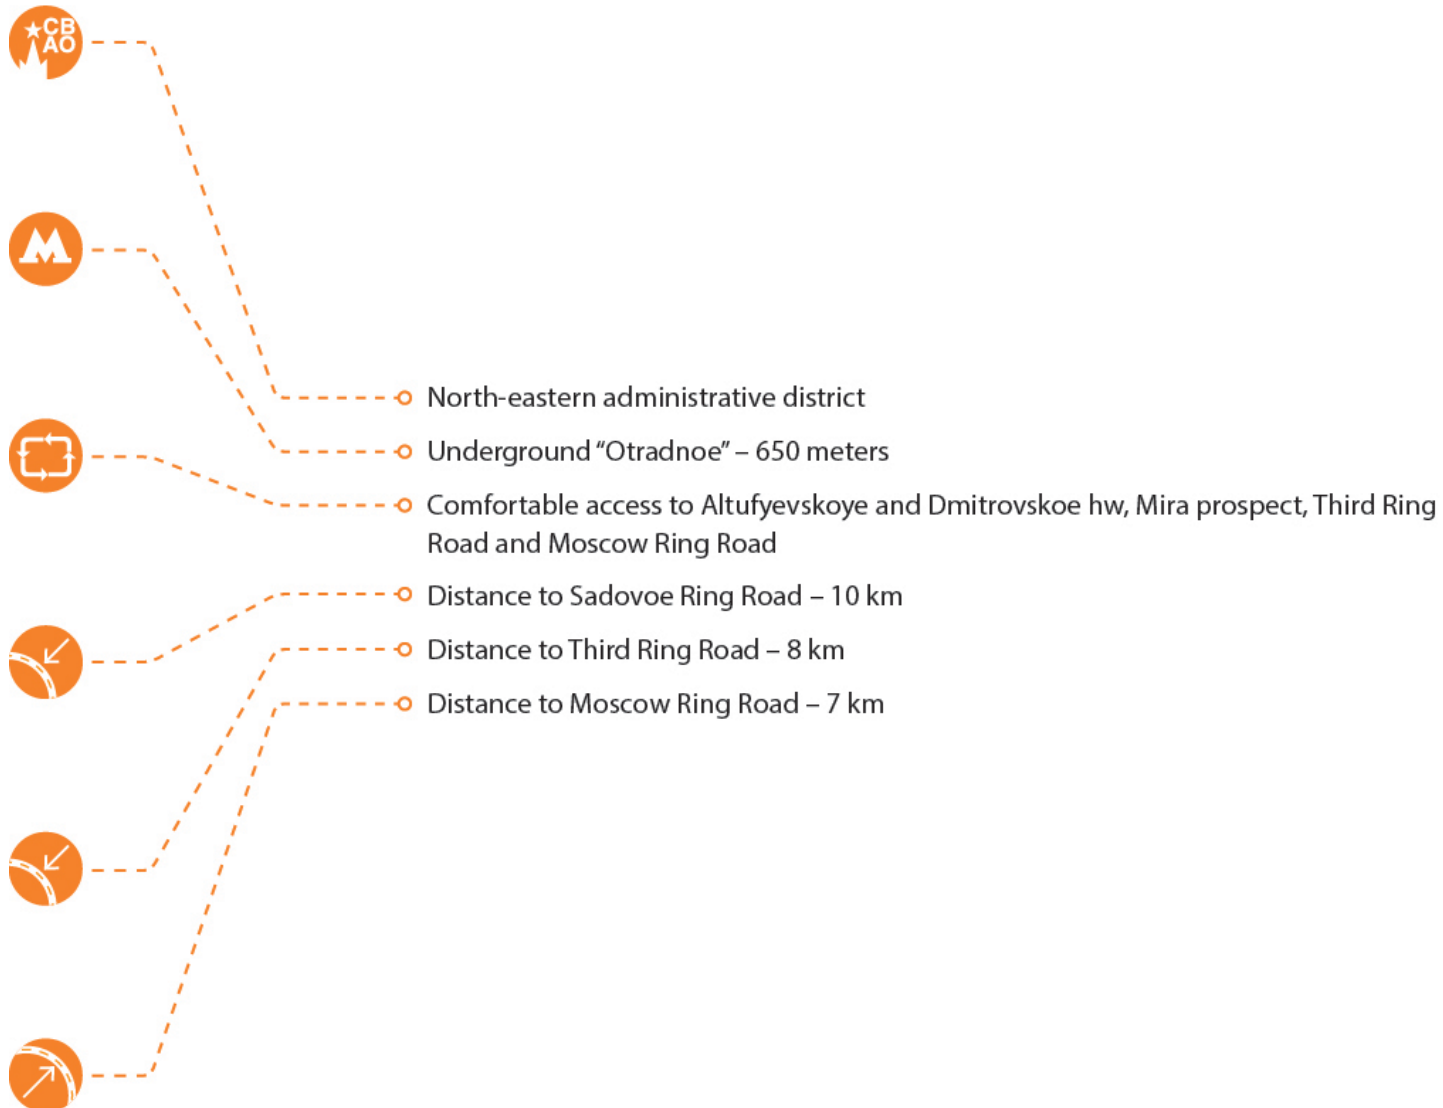 СВ
АО
М
North-eastern administrative district
Underground “Otradnoe” – 650 meters
Comfortable access to Altufyevskoye and Dmitrovskoe hw, Mira prospect, Third Ring
Road and Moscow Ring Road
Distance to Sadovoe Ring Road – 10 km
Distance to Third Ring Road – 8 km
Distance to Moscow Ring Road – 7 km